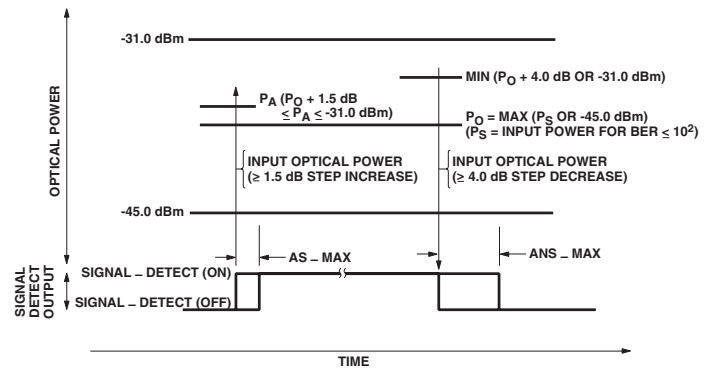 -31.0 dBm
MIN (PO + 4.0 dB OR -31.0 dBm)
PA (PO + 1.5 dB
≤ PA ≤ -31.0 dBm)
PO = MAX (PS OR -45.0 dBm)
(PS = INPUT POWER FOR BER ≤ 10²)
OPTICAL POWER
INPUT OPTICAL POWER
(≥ 1.5 dB STEP INCREASE)
INPUT OPTICAL POWER
(≥ 4.0 dB STEP DECREASE)
-45.0 dBm
AS – MAX
ANS – MAX
SIGNAL – DETECT (ON)
SIGNAL – DETECT (OFF)
SIGNAL
DETECT
OUTPUT
TIME